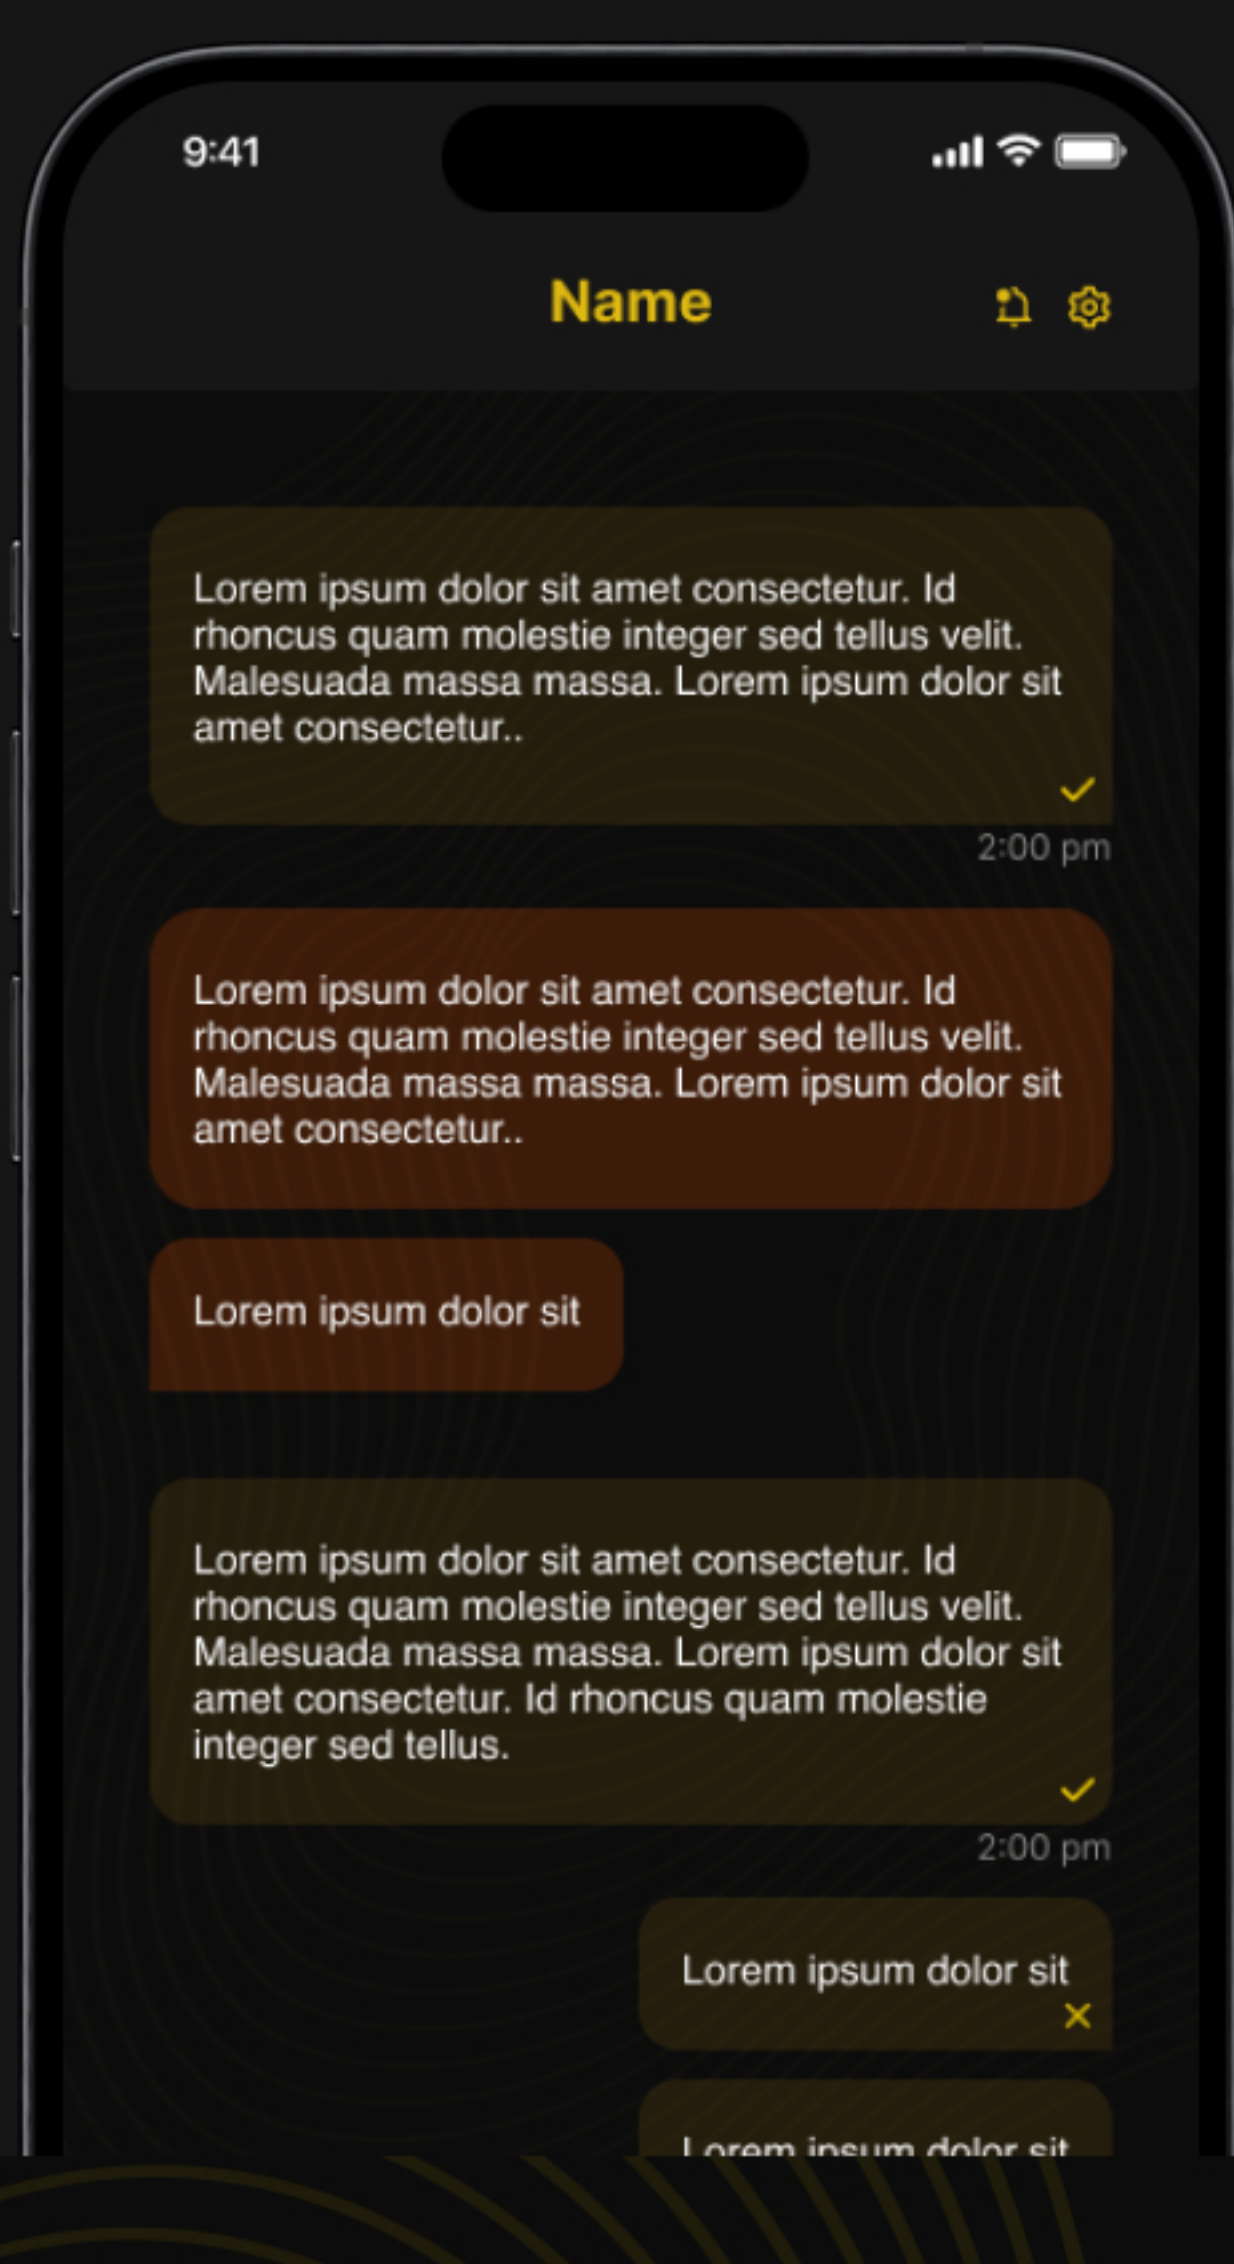 9:41
Name
Lorem ipsum dolor sit amet consectetur. Id
rhoncus quam molestie integer sed tellus velit.
Malesuada massa massa. Lorem ipsum dolor sit
amet consectetur..
2:00 pm
Lorem ipsum dolor sit amet consectetur. Id
rhoncus quam molestie integer sed tellus velit.
Malesuada massa massa. Lorem ipsum dolor sit
amet consectetur..
Lorem ipsum dolor sit
Lorem ipsum dolor sit amet consectetur. Id
rhoncus quam molestie integer sed tellus velit.
Malesuada massa massa. Lorem ipsum dolor sit
amet consectetur. Id rhoncus quam molestie
integer sed tellus.
2:00 pm
Lorem ipsum dolor sit
Lorem ipsum dolor sit